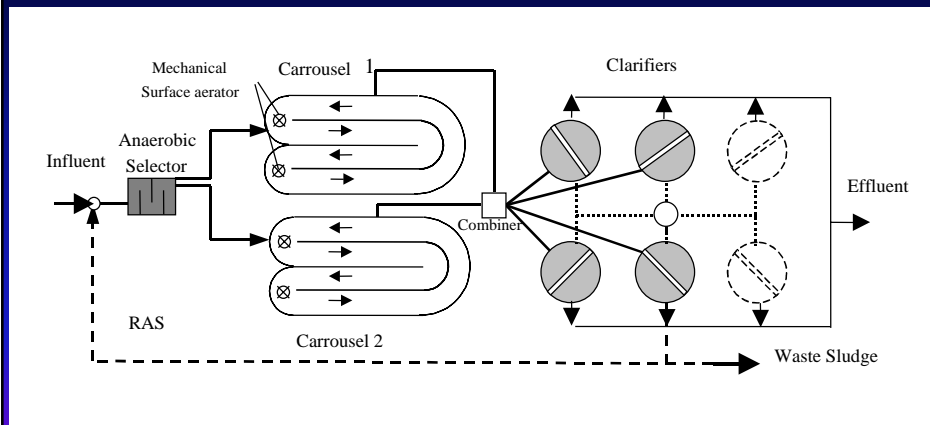 Mechanical
Surface aerator
Carrousel 1
Clarifiers
Anaerobic
Selector
Influent
Effluent
Combiner
RAS
Carrousel 2
Waste Sludge